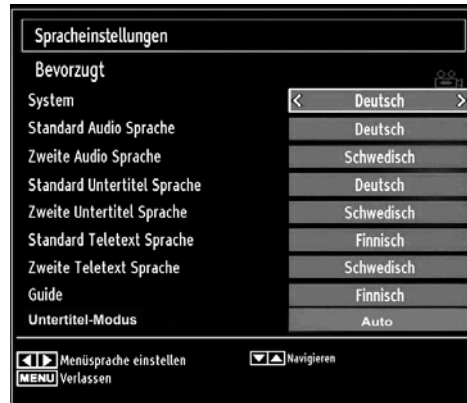 Spracheinstellungen
Bevorzugt
System < Deutsch >
Standard Audio Sprache Deutsch
Zweite Audio Sprache Schwedisch
Standard Untertitel Sprache Deutsch
Zweite Untertitel Sprache Schwedisch
Standard Teletext Sprache Finnisch
Zweite Teletext Sprache Schwedisch
Guide Finnisch
Untertitel-Modus Auto
Menüsprache einstellen Navigieren
MENU Verlassen